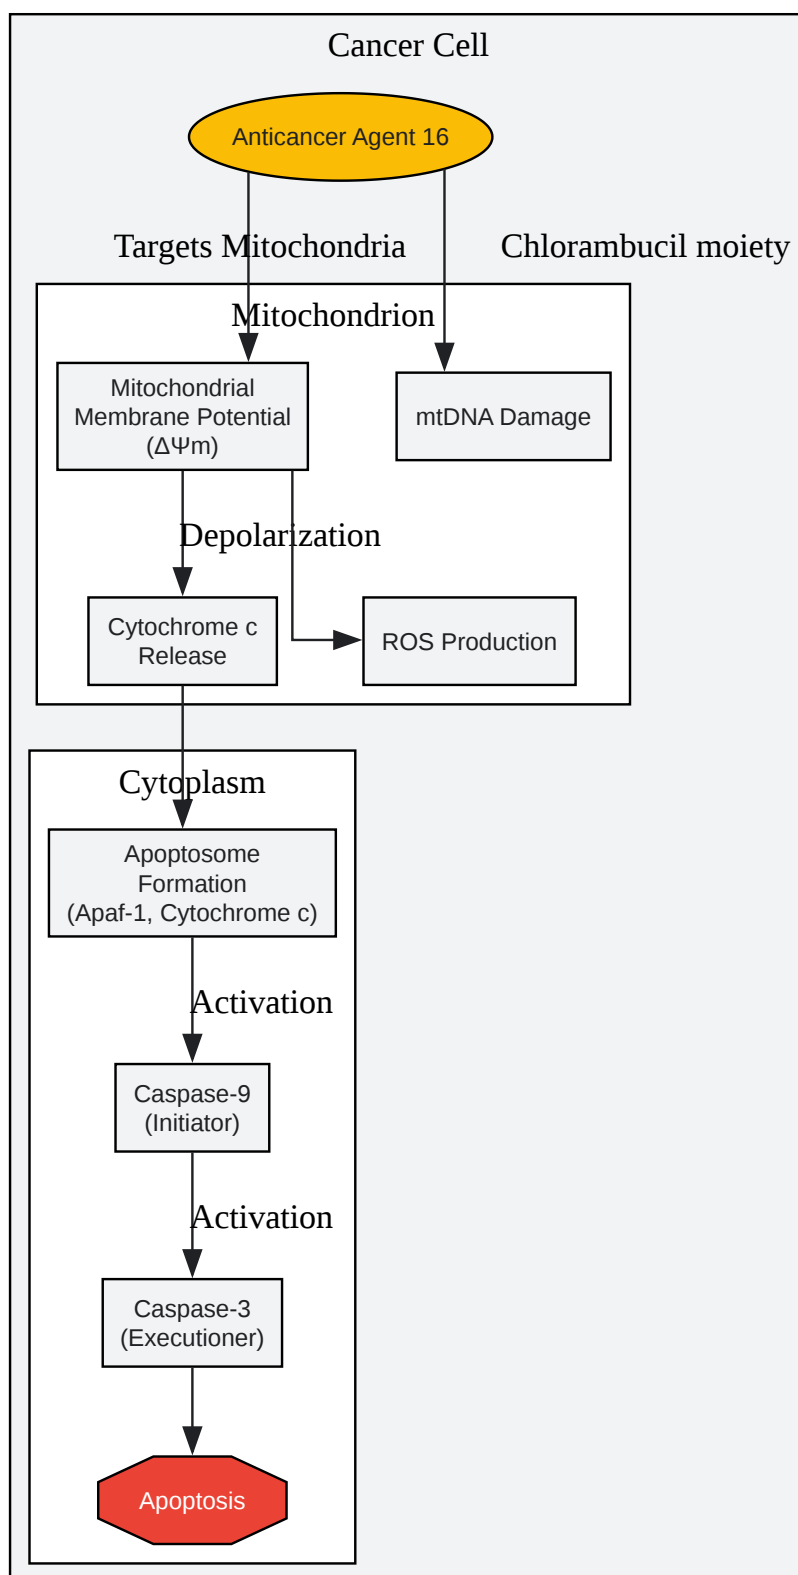 Cancer Cell
Anticancer Agent 16
Targets Mitochondria
Chlorambucil moiety
Mitochondrion
Mitochondrial
Membrane Potential
(ΔΨm)
mtDNA Damage
Depolarization
Cytochrome c
Release
ROS Production
Cytoplasm
Apoptosome
Formation
(Apaf-1, Cytochrome c)
Activation
Caspase-9
(Initiator)
Activation
Caspase-3
(Executioner)
Apoptosis